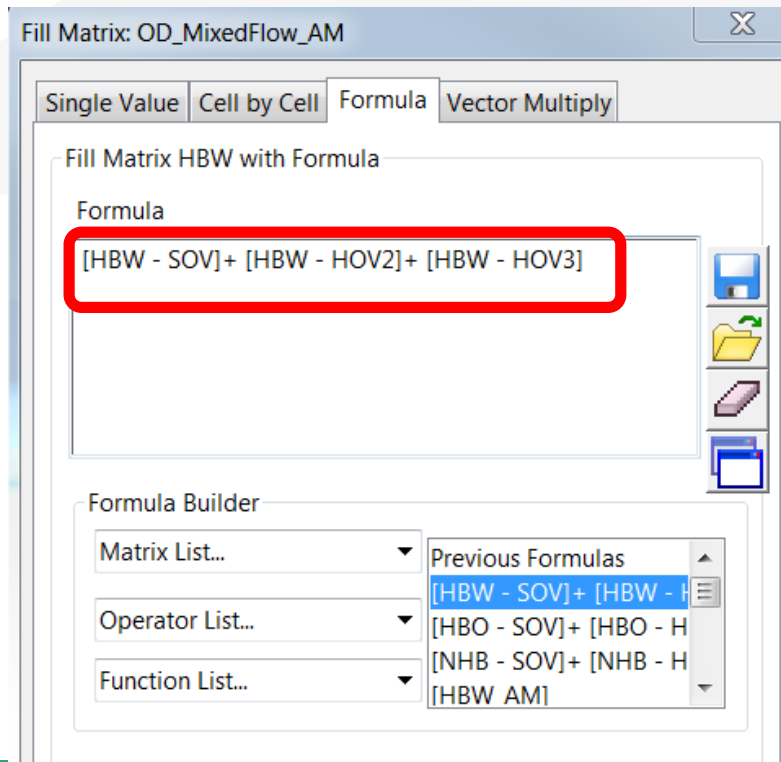 Fill Matrix: OD_MixedFlow_AM
Single Value Cell by Cell Formula Vector Multiply
Fill Matrix HBW with Formula
Formula
[HBW - SOV]+ [HBW - HOV2]+ [HBW - HOV3]
Formula Builder
Matrix List...
Operator List...
Function List...
Previous Formulas
[HBW - SOV]+ [HBW - H
[HBO - SOV]+ [HBO - H
[NHB - SOV]+ [NHB - H
[HBW_AM]